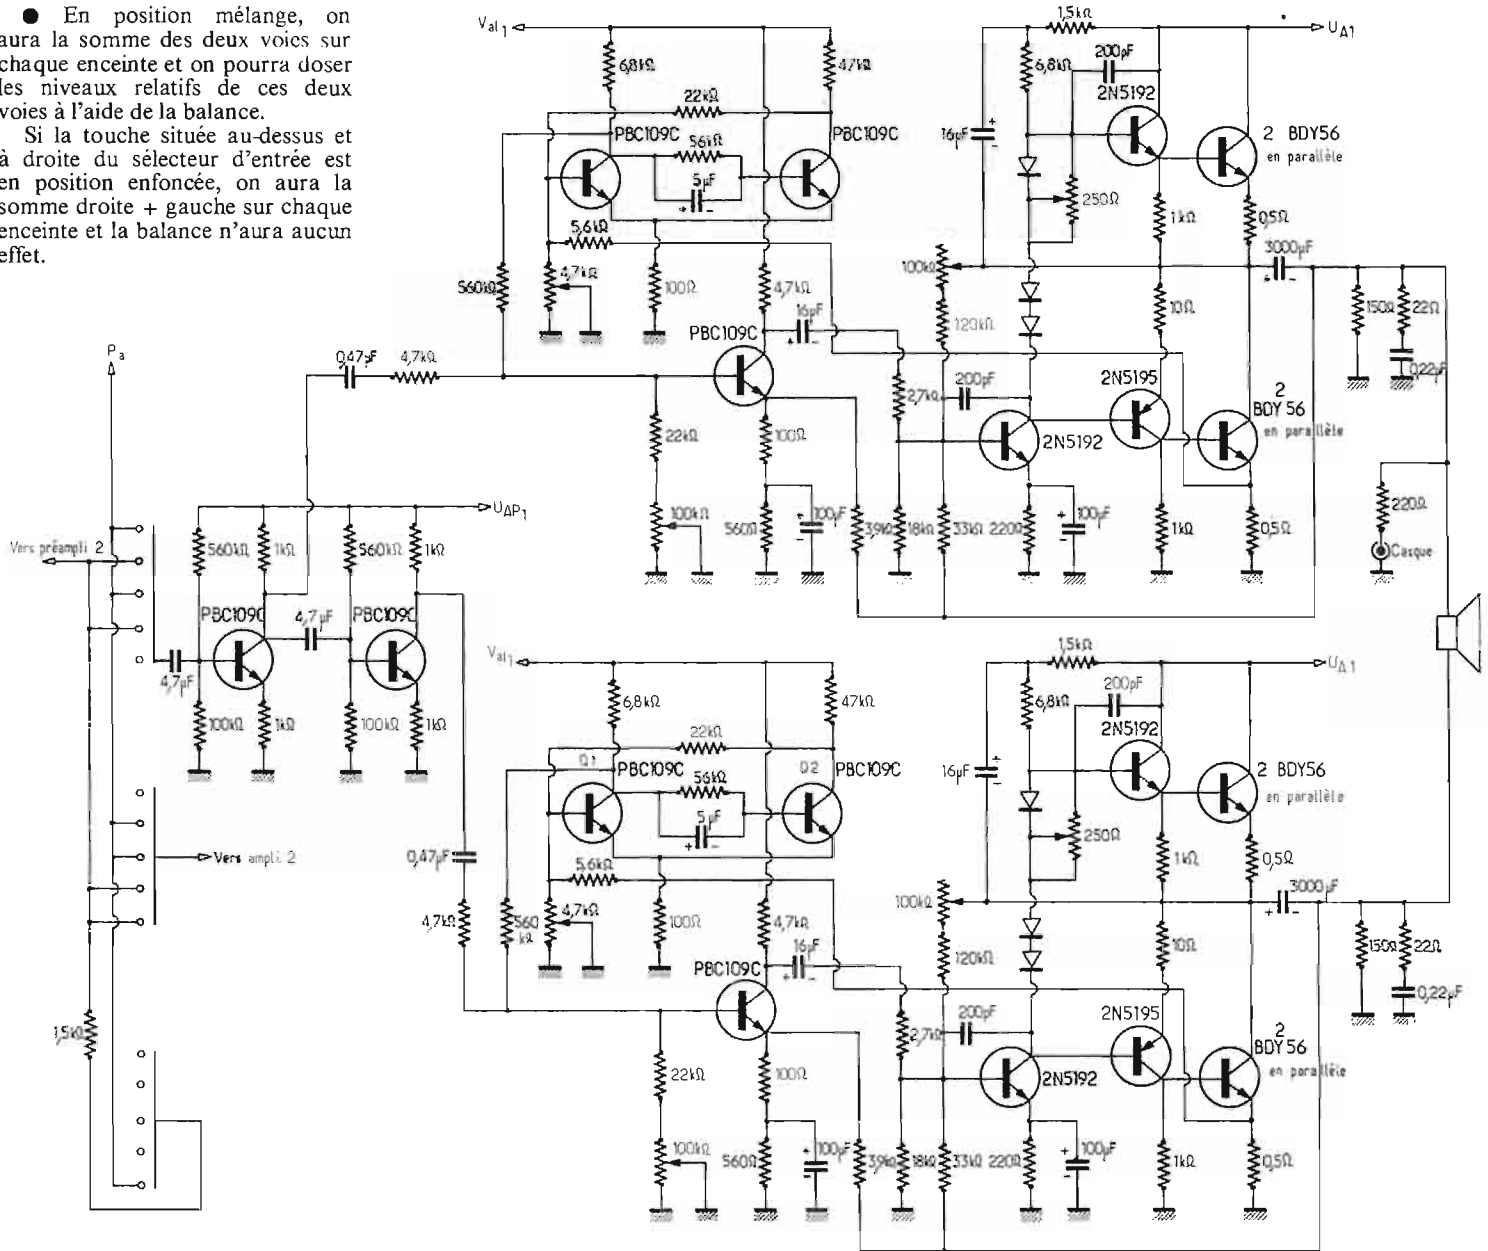 ● En position mélange, on
aura la somme des deux voies sur
chaque enceinte et on pourra doser
les niveaux relatifs de ces deux
voies à l'aide de la balance.
Si la touche située au-dessus et
à droite du sélecteur d'entrée est
en position enfoncée, on aura la
somme droite + gauche sur chaque
enceinte et la balance n'aura aucun
effet.
Val1
1,5kΩ
UA1
6,8kΩ
47kΩ
6,8kΩ
200pF
2N5192
22kΩ
PBC109C
PBC109C
16µF
2 BDY56
en parallèle
56kΩ
5µF
250Ω
1kΩ
0,5Ω
5,6kΩ
3000µF
560kΩ
4,7kΩ
100Ω
4,7kΩ
100kΩ
150Ω
22Ω
16µF
120kΩ
10Ω
PBC109C
Pa
0,47µF
4,7kΩ
0,22µF
2,7kΩ
200pF
2N5195
2
BDY 56
en parallèle
22kΩ
100Ω
2N5192
220Ω
UAP1
100kΩ
560Ω
100µF
3,9kΩ
18kΩ
33kΩ
220Ω
100µF
1kΩ
0,5Ω
Casque
Vers préampli 2
560kΩ
1kΩ
560kΩ
1kΩ
PBC109C
4,7µF
PBC109C
4,7µF
100kΩ
1kΩ
100kΩ
1kΩ
Val1
1,5kΩ
UA1
6,8kΩ
47kΩ
6,8kΩ
200pF
2N5192
22kΩ
Q1
PBC109C
Q2
PBC109C
16µF
2 BDY56
en parallèle
56kΩ
5µF
250Ω
Vers ampli. 2
0,47µF
5,6kΩ
1kΩ
0,5Ω
3000µF
4,7kΩ
560
kΩ
4,7kΩ
100Ω
4,7kΩ
100kΩ
16µF
120kΩ
10Ω
150Ω
22Ω
PBC109C
0,22µF
1,5kΩ
2,7kΩ
200pF
2N5195
2
BDY 56
en parallèle
22kΩ
100Ω
2N5192
100kΩ
560Ω
100µF
3,9kΩ
18kΩ
33kΩ
220Ω
100µF
1kΩ
0,5Ω